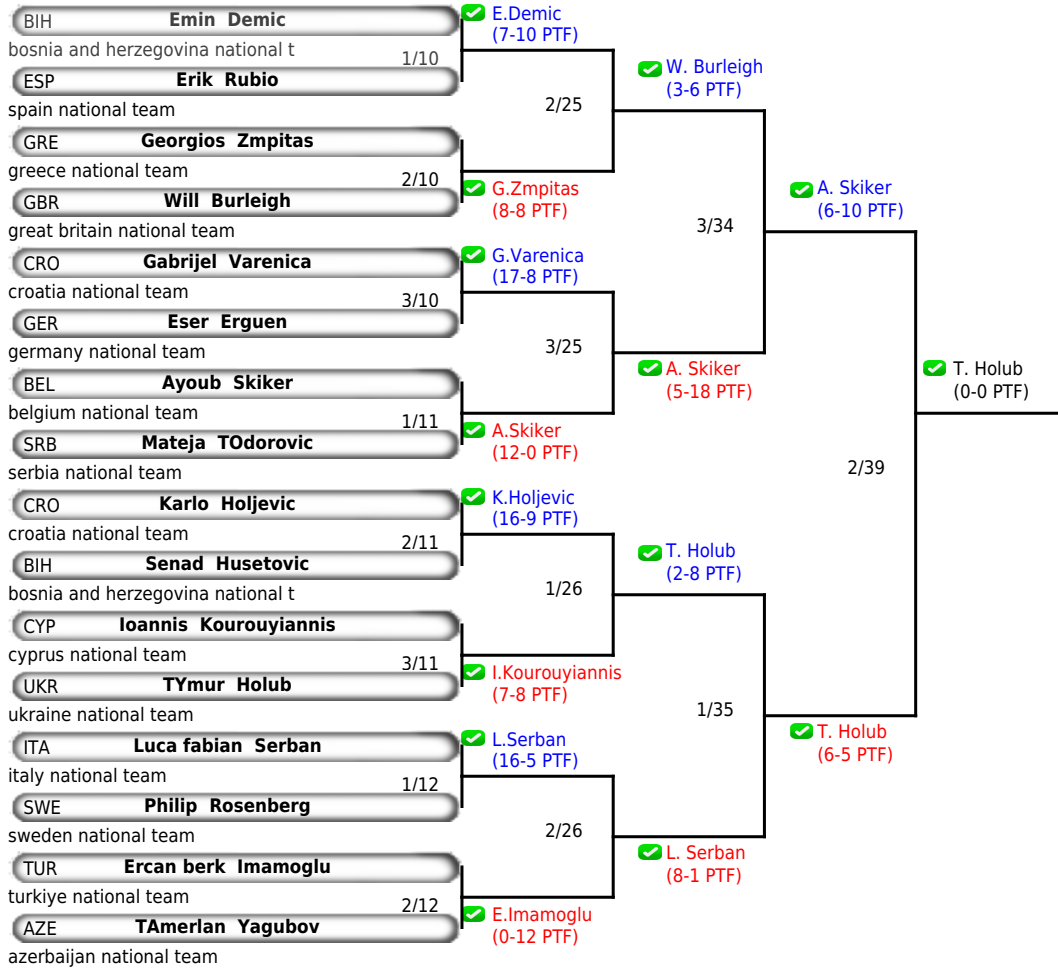 BIH Emin Demic
bosnia and herzegovina national t
1/10
ESP Erik Rubio
spain national team
GRE Georgios Zmpitas
greece national team
2/10
GBR Will Burleigh
great britain national team
CRO Gabrijel Varenica
croatia national team
3/10
GER Eser Erguen
germany national team
BEL Ayoub Skiker
belgium national team
1/11
SRB Mateja TOdorovic
serbia national team
CRO Karlo Holjevic
croatia national team
2/11
BIH Senad Husetovic
bosnia and herzegovina national t
CYP Ioannis Kourouyiannis
cyprus national team
3/11
UKR TYmur Holub
ukraine national team
ITA Luca fabian Serban
italy national team
1/12
SWE Philip Rosenberg
sweden national team
TUR Ercan berk Imamoglu
turkiye national team
2/12
AZE TAmerlan Yagubov
azerbaijan national team
E.Demic
(7-10 PTF)
2/25
G.Zmpitas
(8-8 PTF)
G.Varenica
(17-8 PTF)
3/25
A.Skiker
(12-0 PTF)
K.Holjevic
(16-9 PTF)
1/26
I.Kourouyiannis
(7-8 PTF)
L.Serban
(16-5 PTF)
2/26
E.Imamoglu
(0-12 PTF)
W. Burleigh
(3-6 PTF)
3/34
A. Skiker
(5-18 PTF)
T. Holub
(2-8 PTF)
1/35
L. Serban
(8-1 PTF)
A. Skiker
(6-10 PTF)
2/39
T. Holub
(6-5 PTF)
T. Holub
(0-0 PTF)